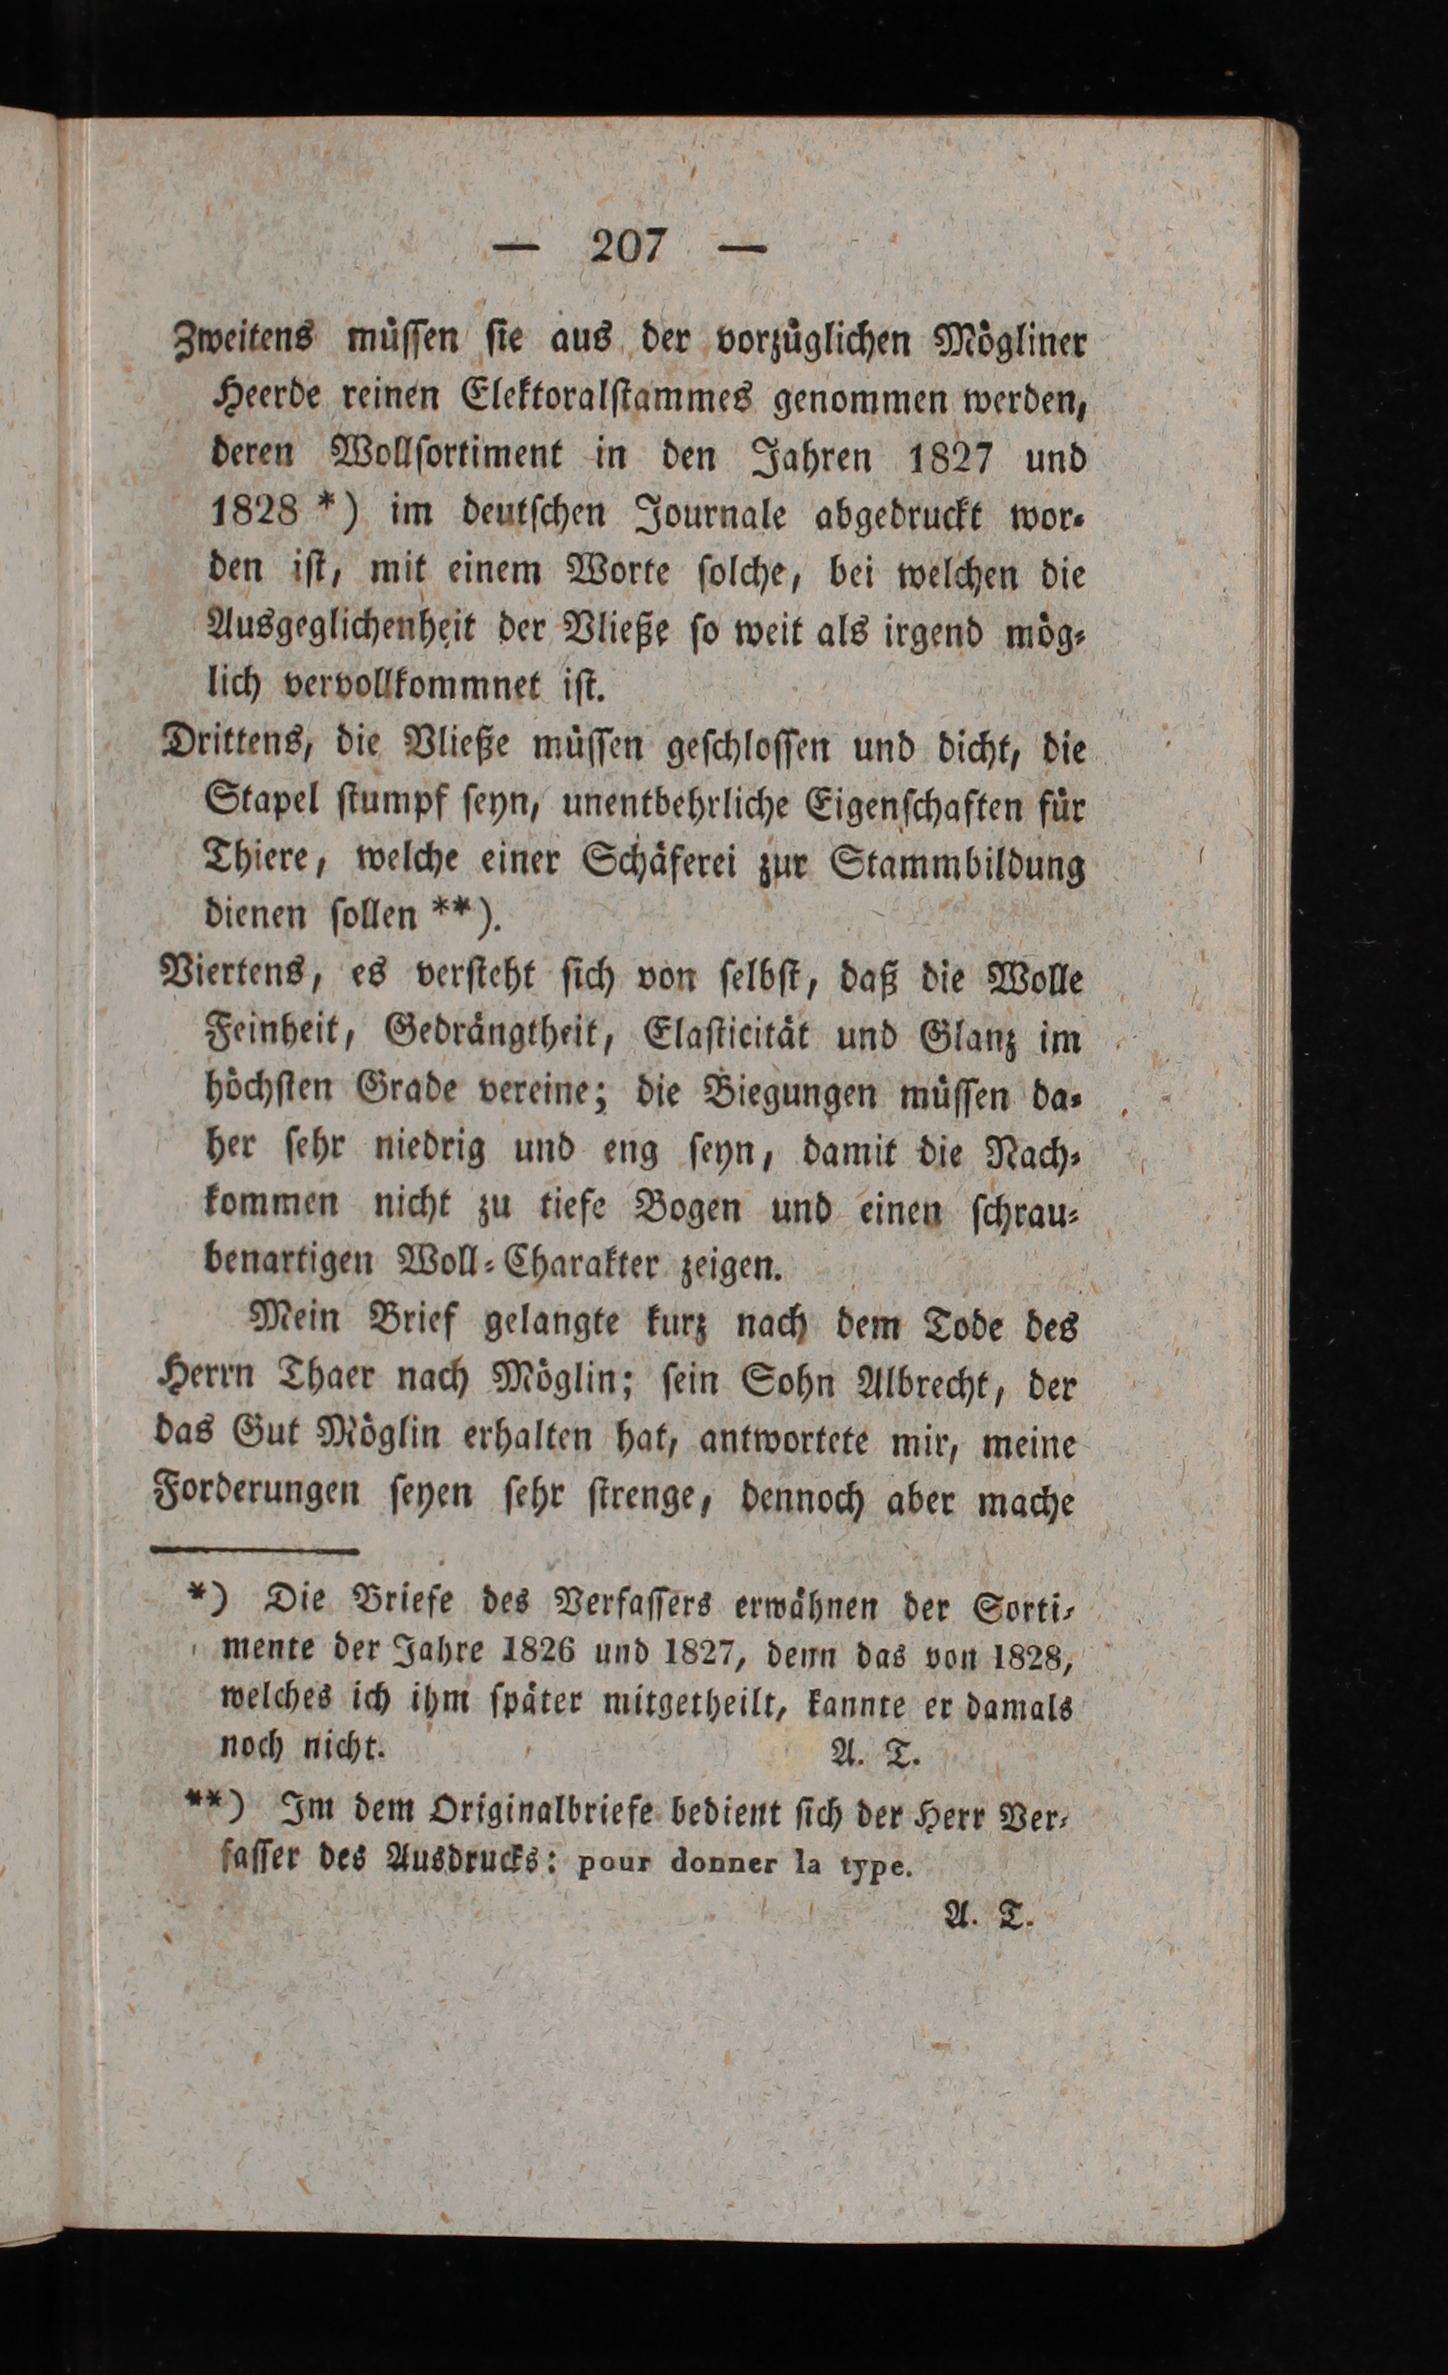 — 207 —
Zweitens müſſen ſie aus der vorzüglichen Mögliner
Heerde reinen Elektoralſtammes genommen werden,
deren Wollſortiment in den Jahren 1827 und
1828 *) im deutſchen Journale abgedruckt wor⸗
den iſt, mit einem Worte ſolche, bei welchen die
Ausgeglichenheit der Vließe ſo weit als irgend mög⸗
lich vervollkommnet iſt.
Drittens, die Vließe müſſen geſchloſſen und dicht, die
Stapel ſtumpf ſeyn, unentbehrliche Eigenſchaften für
Thiere, welche einer Schäferei zur Stammbildung
dienen ſollen **).
Viertens, es verſteht ſich von ſelbſt, daß die Wolle
Feinheit, Gedrängtheit, Elaſticität und Glanz im
höchſten Grade vereine; die Biegungen müſſen da⸗
her ſehr niedrig und eng ſeyn, damit die Nach⸗
kommen nicht zu tiefe Bogen und einen ſchrau⸗
benartigen Woll⸗Charakter zeigen.
Mein Brief gelangte kurz nach dem Tode des
Herrn Thaer nach Möglin; ſein Sohn Albrecht, der
das Gut Möglin erhalten hat, antwortete mir, meine
Forderungen ſeyen ſehr ſtrenge, dennoch aber mache
*) Die Briefe des Verfaſſers erwähnen der Sorti⸗
mente der Jahre 1826 und 1827, denn das von 1828,
welches ich ihm ſpäter mitgetheilt, kannte er damals
noch nicht. A. T.
**) Im dem Originalbriefe bedient ſich der Herr Ver⸗
faſſer des Ausdrucks: pour donner la type.
A. T.